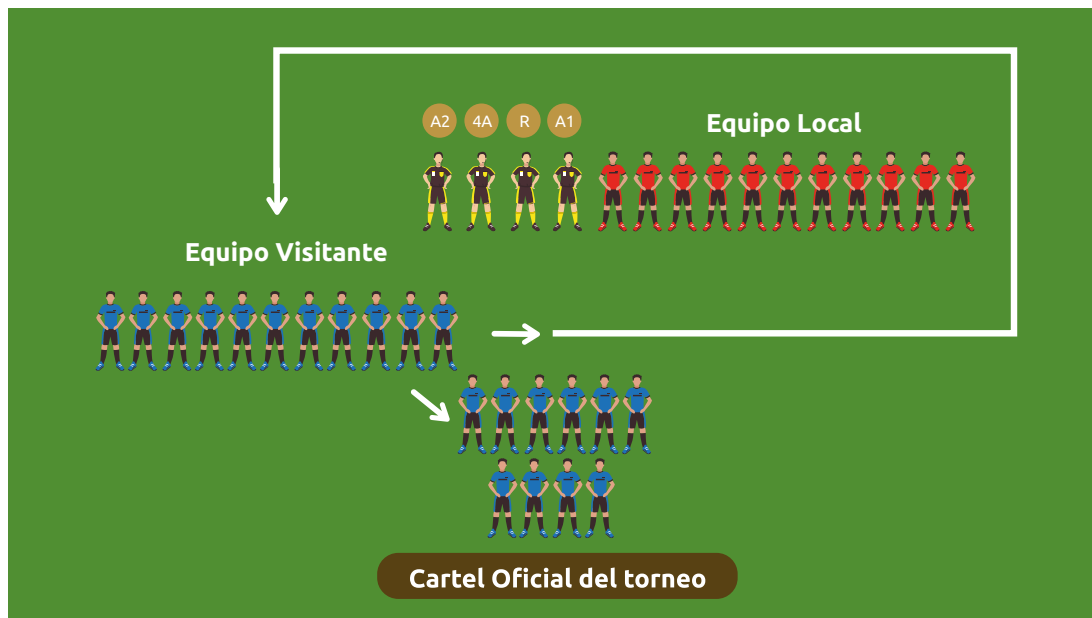 A2 4A R A1
Equipo Local
Equipo Visitante
Cartel Oficial del torneo